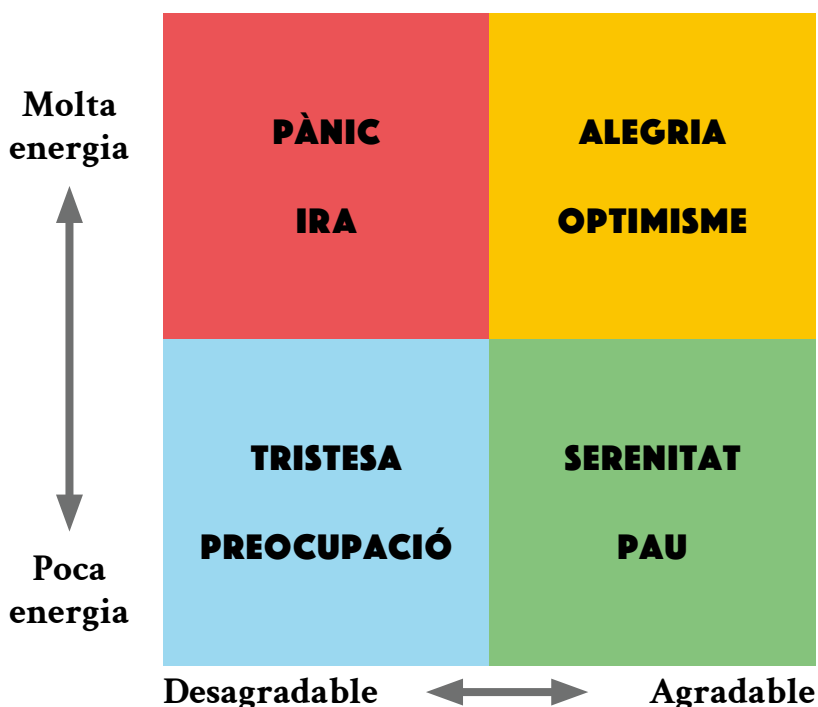 Molta
energia
PÀNIC
IRA
ALEGRIA
OPTIMISME
TRISTESA
PREOCUPACIÓ
SERENITAT
PAU
Poca
energia
Desagradable
Agradable